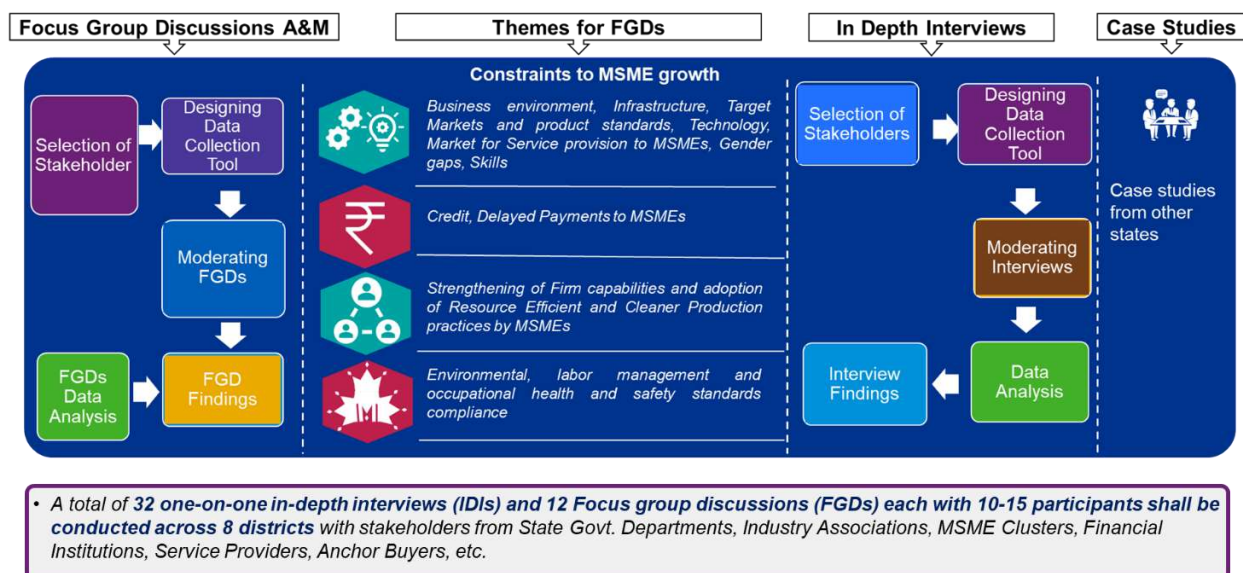 Focus Group Discussions A&M
Themes for FGDs
In Depth Interviews
Case Studies
Selection of
Stakeholder
Designing
Data
Collection
Tool
Moderating
FGDs
FGDs
Data
Analysis
FGD
Findings
Constraints to MSME growth
Business environment, Infrastructure, Target
Markets and product standards, Technology,
Market for Service provision to MSMEs, Gender
gaps, Skills
Credit, Delayed Payments to MSMEs
Strengthening of Firm capabilities and adoption
of Resource Efficient and Cleaner Production
practices by MSMEs
Environmental, labor management and
occupational health and safety standards
compliance
Selection of
Stakeholders
Designing
Data
Collection
Tool
Moderating
Interviews
Interview
Findings
Data
Analysis
Case studies
from other
states
• A total of 32 one-on-one in-depth interviews (IDIs) and 12 Focus group discussions (FGDs) each with 10-15 participants shall be
conducted across 8 districts with stakeholders from State Govt. Departments, Industry Associations, MSME Clusters, Financial
Institutions, Service Providers, Anchor Buyers, etc.